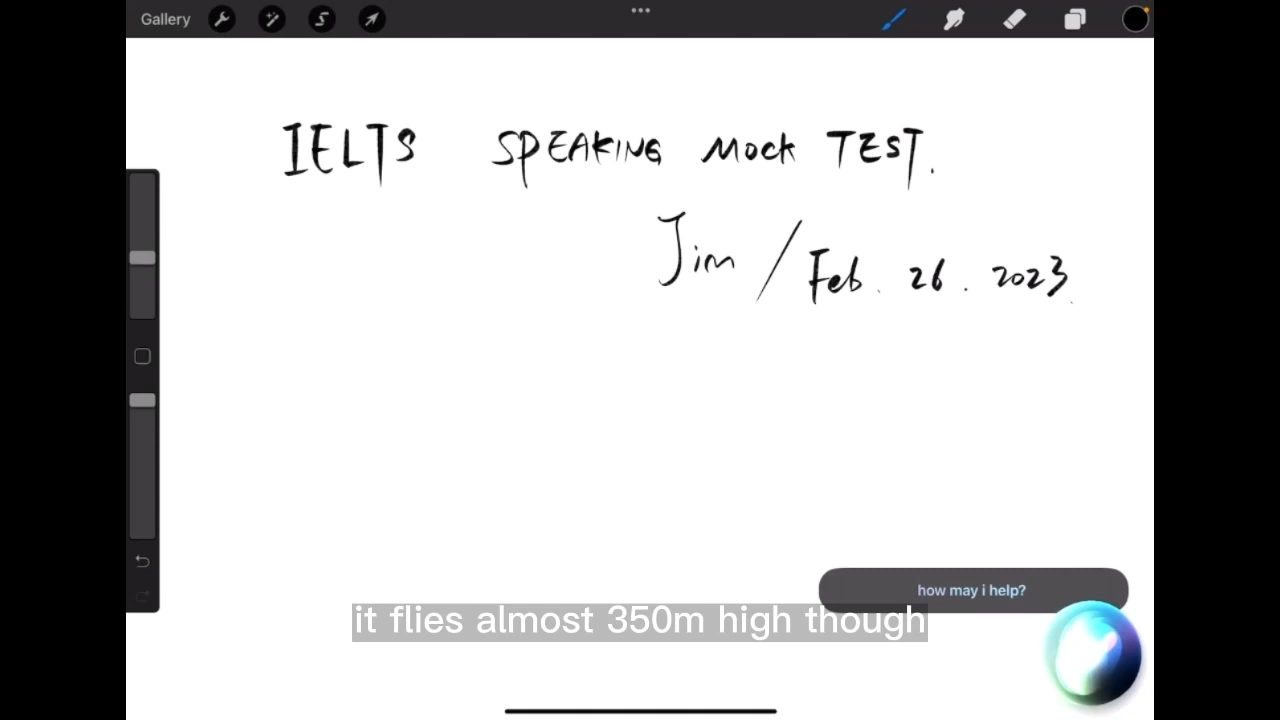 Gallery
IELTS SPEAKING MOCK TEST.
Jim / Feb. 26. 2023.
how may i help?
it flies almost 350m high though